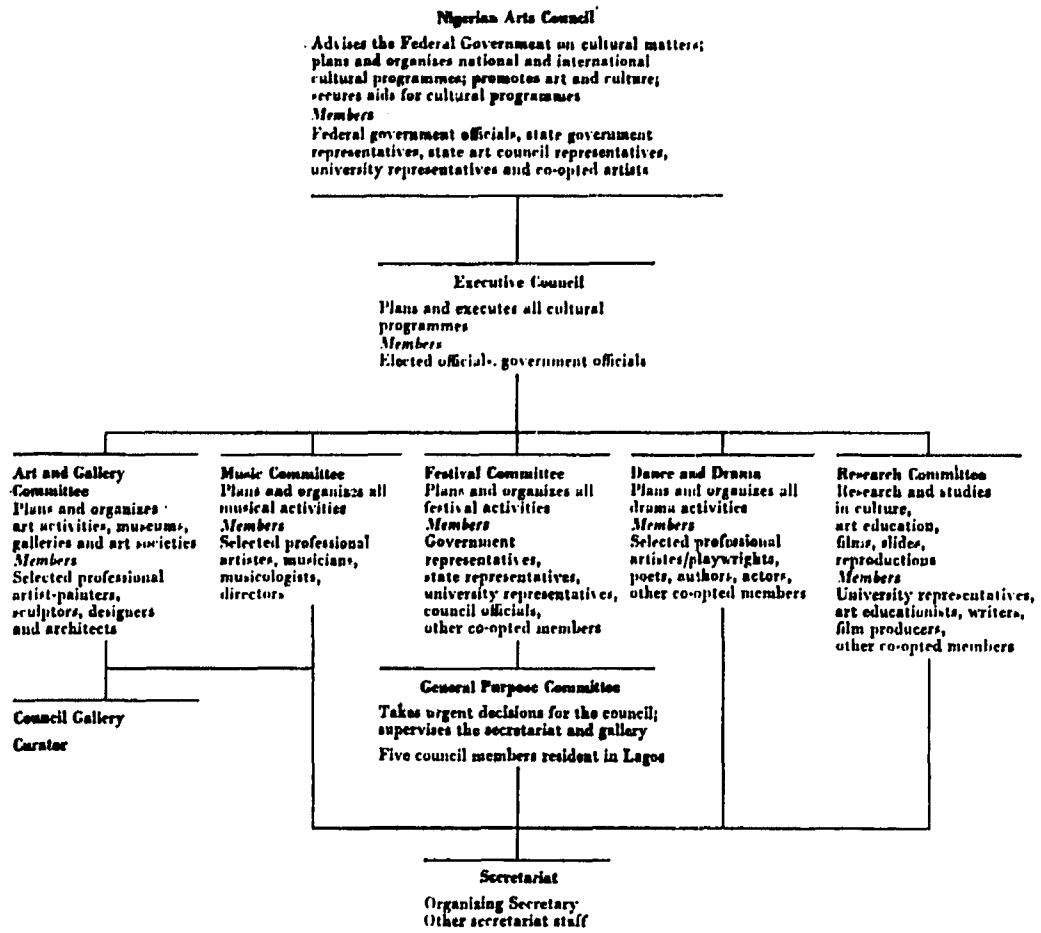 Nigerian Arts Council
Advises the Federal Government on cultural matters;
plans and organizes national and international
cultural programmes; promotes art and culture;
secures aids for cultural programmes
Members
Federal government officials, state government
representatives, state art council representatives,
university representatives and co-opted artists
Executive Council
Plans and executes all cultural
programmes
Members
Elected officials, government officials
Art and Gallery
Committee
Plans and organizes
art activities, museums,
galleries and art societies
Members
Selected professional
artist-painters,
sculptors, designers
and architects
Music Committee
Plans and organizes all
musical activities
Members
Selected professional
artistes, musicians,
musicologists,
directors
Festival Committee
Plans and organizes all
festival activities
Members
Government
representatives,
state representatives,
university representatives,
council officials,
other co-opted members
Dance and Drama
Plans and organizes all
drama activities
Members
Selected professional
artistes/playwrights,
poets, authors, actors,
other co-opted members
Research Committee
Research and studies
in culture,
art education,
films, slides,
reproductions
Members
University representatives,
art educationists, writers,
film producers,
other co-opted members
General Purpose Committee
Takes urgent decisions for the council;
supervises the secretariat and gallery
Five council members resident in Lagos
Council Gallery
Curator
Secretariat
Organizing Secretary
Other secretariat staff